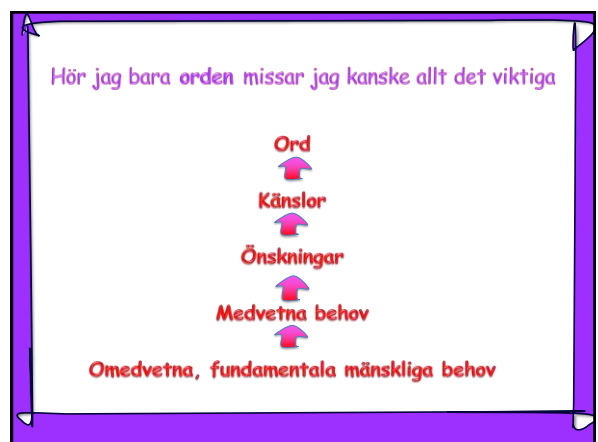 Hör jag bara orden missar jag kanske allt det viktiga
Ord
Känslor
Önskningar
Medvetna behov
Omedvetna, fundamentala mänskliga behov